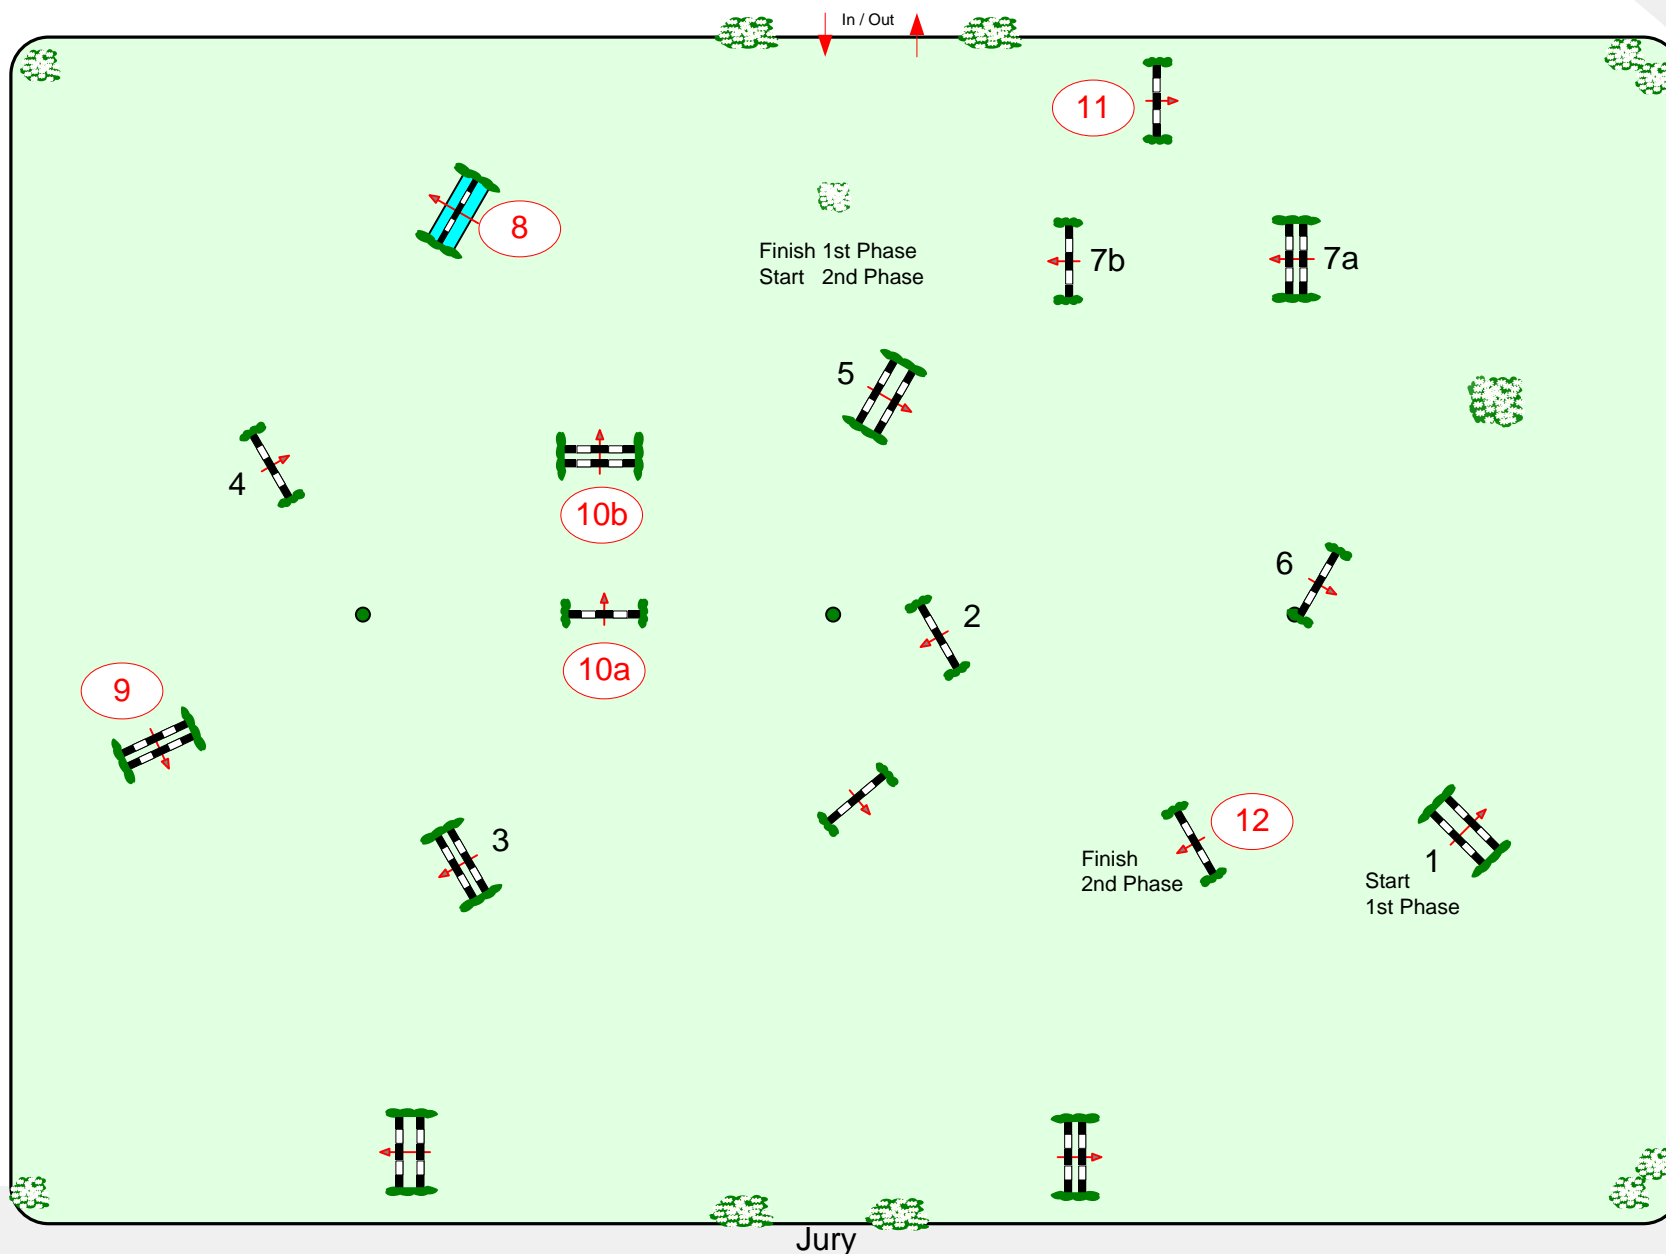 In / Out
11
8
Finish 1st Phase
Start 2nd Phase
7b
7a
5
4
10b
6
2
10a
9
3
12
Finish
2nd Phase
1
Start
1st Phase
Jury